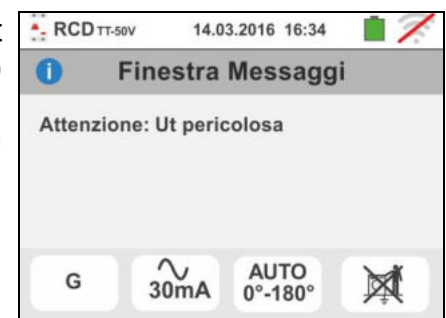 RCD TT-50V 14.03.2016 16:34
Finestra Messaggi
Attenzione: Ut pericolosa
G
30mA
AUTO
0°-180°